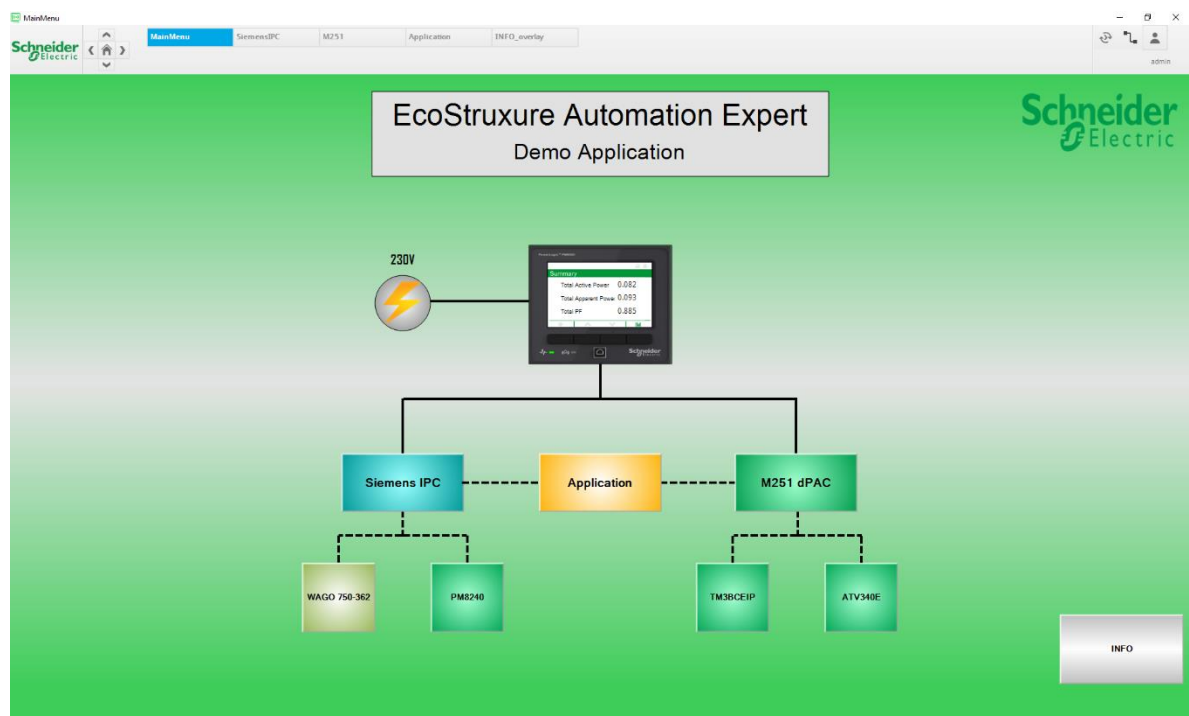 MainMenu
Schneider
Electric
MainMenu
SiemensIPC
M251
Application
INFO_overlay
admin
EcoStruxure Automation Expert
Demo Application
Schneider
Electric
230V
Summary
Total Active Power 0.082
Total Apparent Power 0.093
Total PF 0.885
Schneider
Electric
Siemens IPC
Application
M251 dPAC
WAGO 750-362
PM8240
TM3BCEIP
ATV340E
INFO